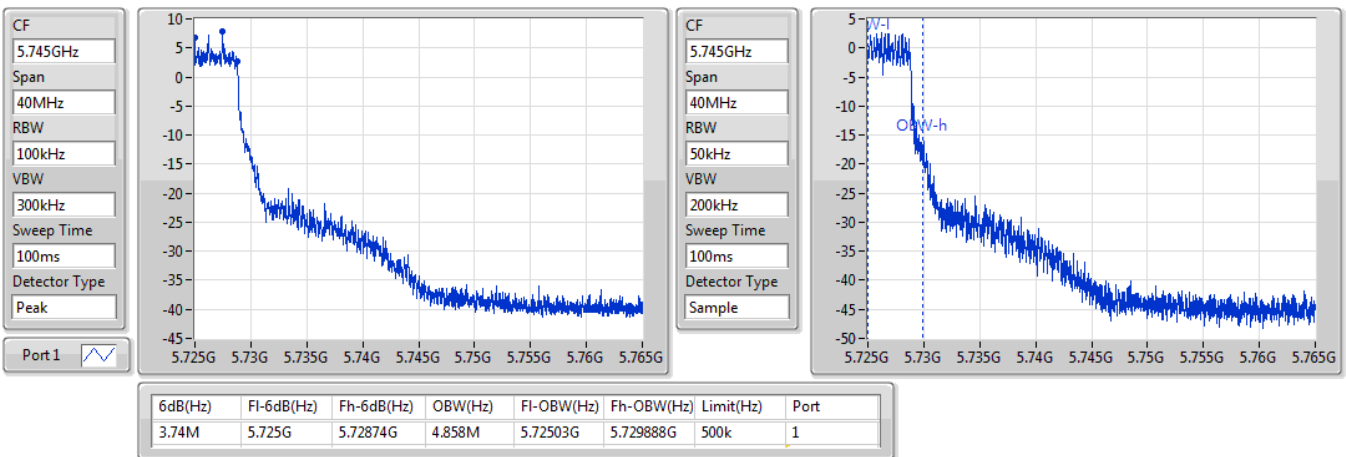 CF
5.745GHz
Span
40MHz
RBW
100kHz
VBW
300kHz
Sweep Time
100ms
Detector Type
Peak
Port 1
10
5
0
-5
-10
-15
-20
-25
-30
-35
-40
-45
5.725G 5.73G 5.735G 5.74G 5.745G 5.75G 5.755G 5.76G 5.765G
CF
5.745GHz
Span
40MHz
RBW
50kHz
VBW
200kHz
Sweep Time
100ms
Detector Type
Sample
5
0
-5
-10
-15
-20
-25
-30
-35
-40
-45
-50
W-l
OBW-h
5.725G 5.73G 5.735G 5.74G 5.745G 5.75G 5.755G 5.76G 5.765G
6dB(Hz) Fl-6dB(Hz) Fh-6dB(Hz) OBW(Hz) Fl-OBW(Hz) Fh-OBW(Hz) Limit(Hz) Port
3.74M 5.725G 5.72874G 4.858M 5.72503G 5.729888G 500k 1